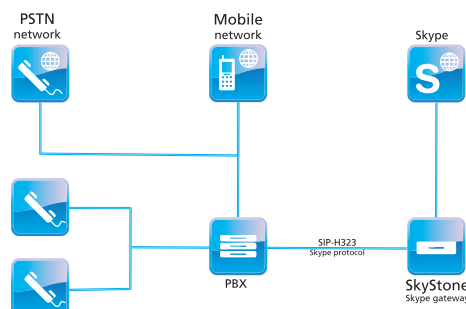 PSTN
network
Mobile
network
Skype
S
SIP-H323
Skype protocol
PBX
SkyStone
Skype gateway